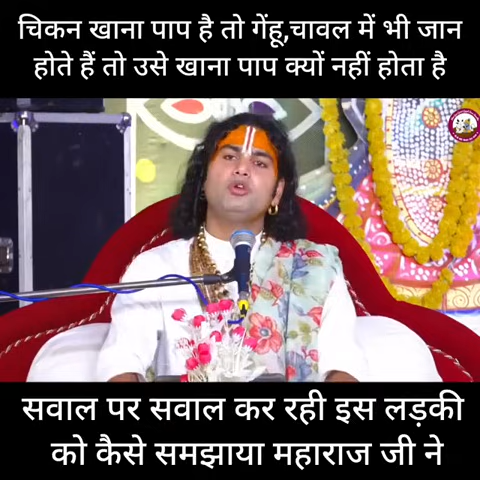 चिकन खाना पाप है तो गेंहू,चावल में भी जान
होते हैं तो उसे खाना पाप क्यों नहीं होता है
सवाल पर सवाल कर रही इस लड़की
को कैसे समझाया महाराज जी ने